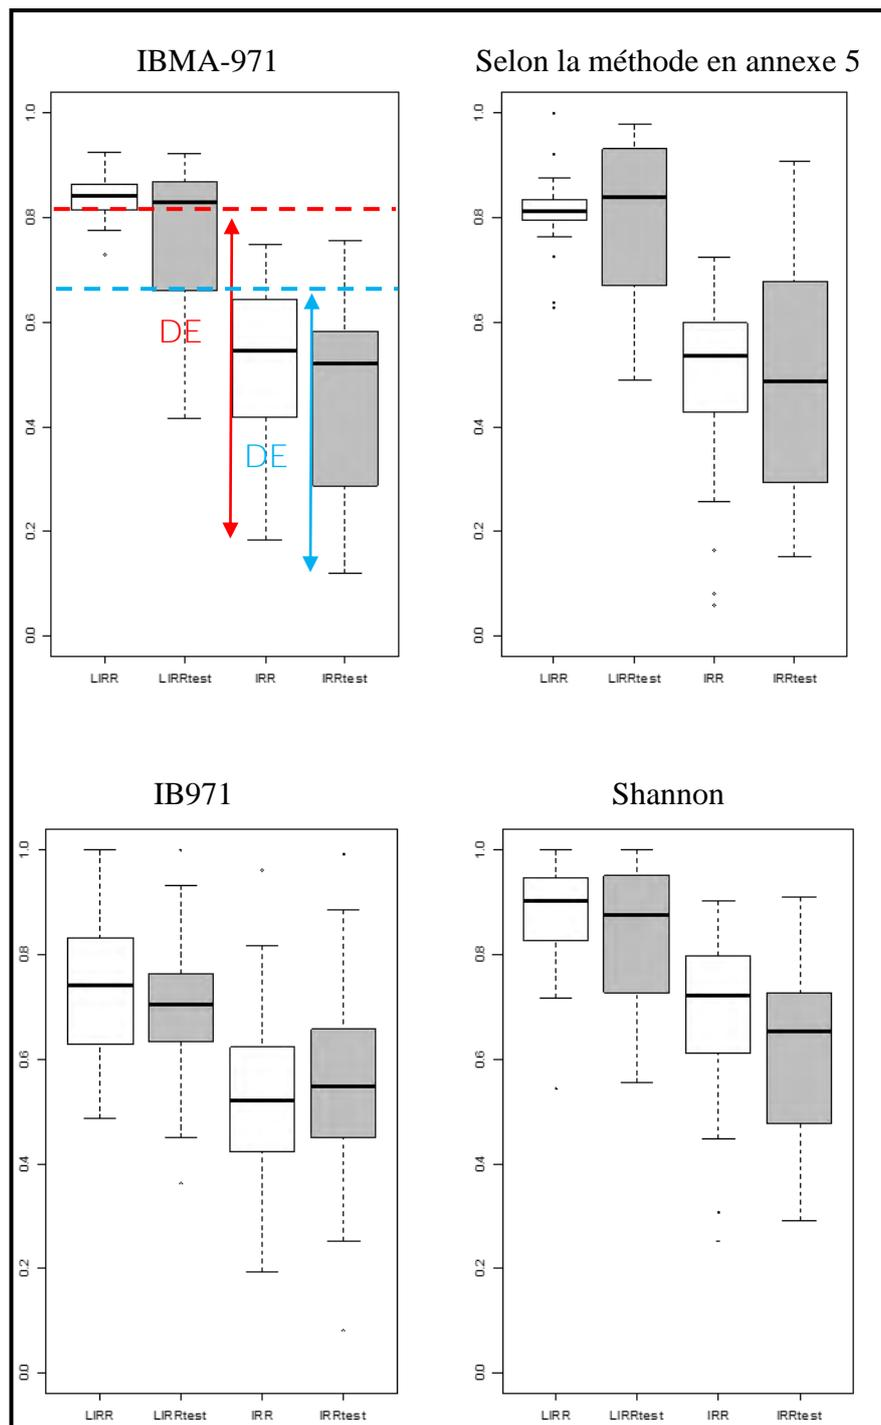 IBMA-971
Selon la méthode en annexe 5
1.0
0.8
0.6
0.4
0.2
0.0
DE
DE
LIRR
LIRRtest
IRR
IRRtest
1.0
0.8
0.6
0.4
0.2
0.0
LIRR
LIRRtest
IRR
IRRtest
IB971
Shannon
1.0
0.8
0.6
0.4
0.2
0.0
LIRR
LIRRtest
IRR
IRRtest
1.0
0.8
0.6
0.4
0.2
0.0
LIRR
LIRRtest
IRR
IRRtest